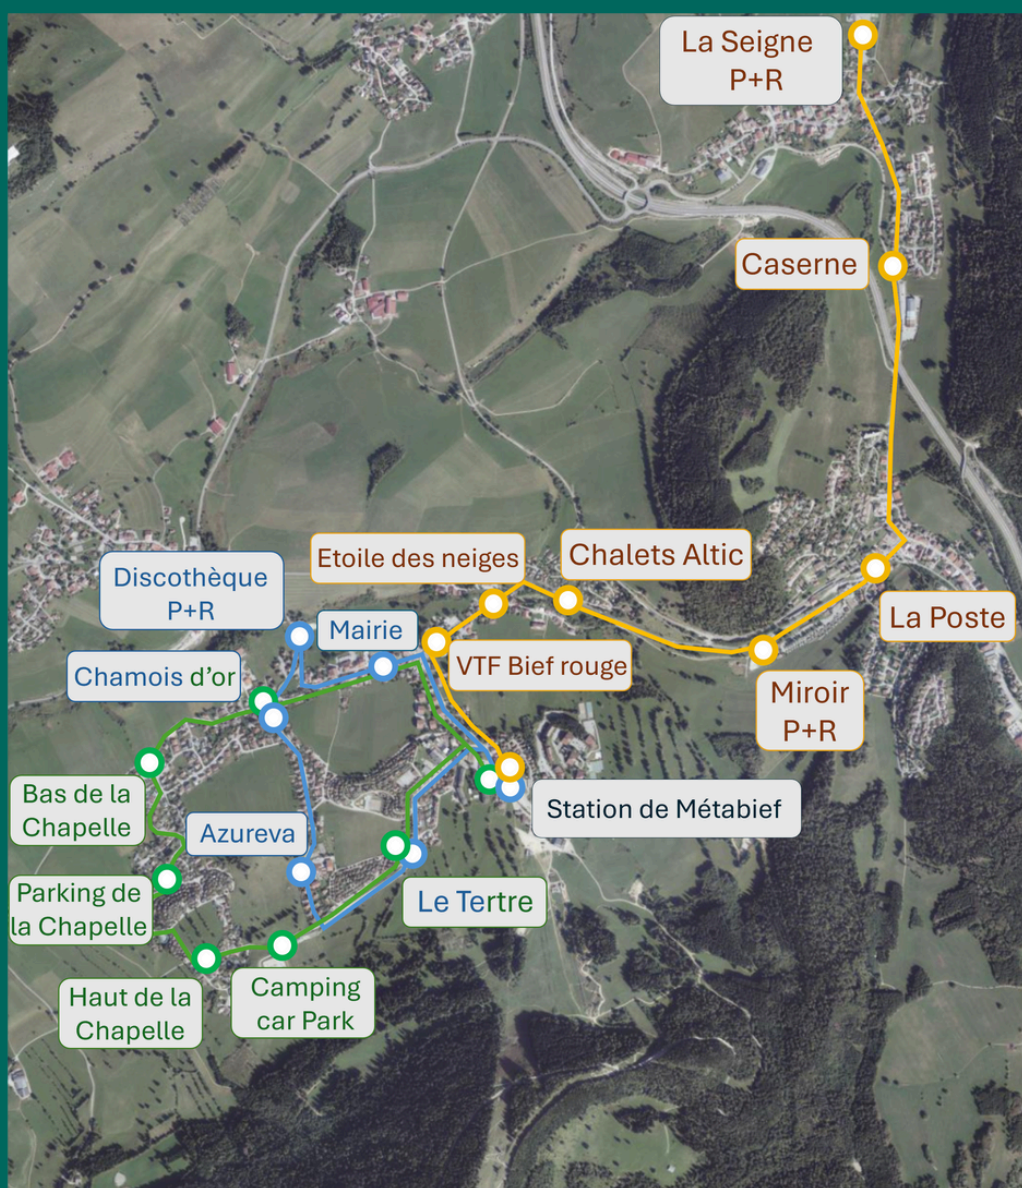 La Seigne
P+R
Caserne
Etoile des neiges
Chalets Altic
Discothèque
P+R
Mairie
La Poste
VTF Bief rouge
Chamois d'or
Miroir
P+R
Bas de la
Chapelle
Station de Métabief
Azureva
Parking de
la Chapelle
Le Tertre
Haut de la
Chapelle
Camping
car Park